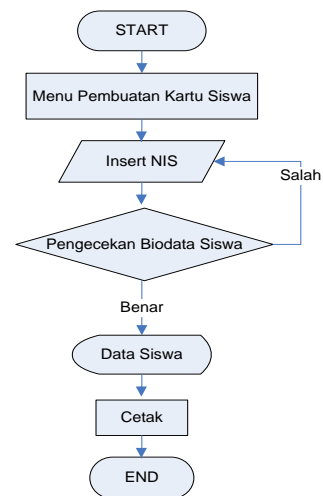 START
Menu Pembuatan Kartu Siswa
Insert NIS
Salah
Pengecekan Biodata Siswa
Benar
Data Siswa
Cetak
END